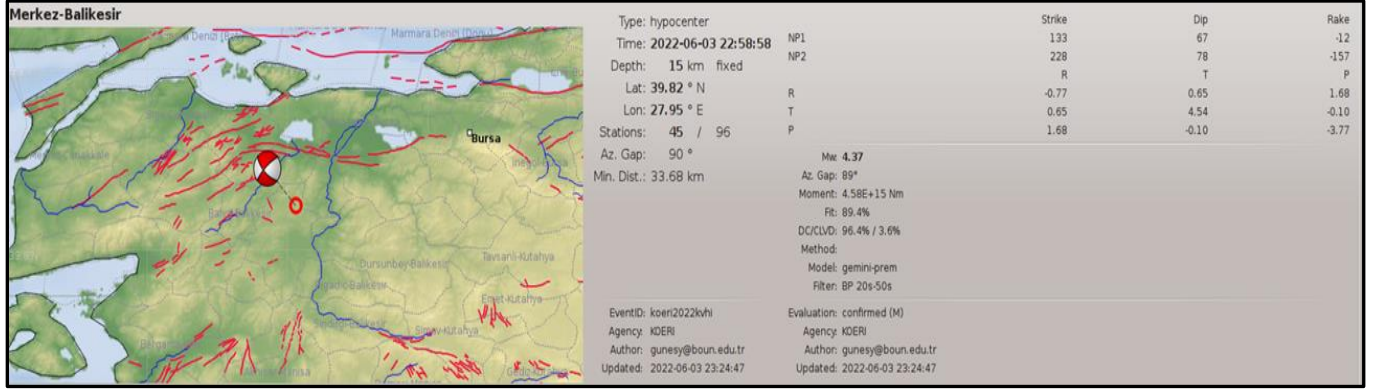 Merkez-Balikesir
Marmara Denizi (Bati)
Marmara Denizi (Dogu)
Bursa
Dursunbey-Balikesir
Tavsanli-Kutahya
Emet-Kutahya
Simav-Kutahya
Type: hypocenter
Time: 2022-06-03 22:58:58
Depth: 15 km fixed
Lat: 39.82 ° N
Lon: 27.95 ° E
Stations: 45 / 96
Az. Gap: 90 °
Min. Dist.: 33.68 km
Strike Dip Rake
NP1 133 67 -12
NP2 228 78 -157
R T P
R -0.77 0.65 1.68
T 0.65 4.54 -0.10
P 1.68 -0.10 -3.77
Mw: 4.37
Az. Gap: 89°
Moment: 4.58E+15 Nm
Fit: 89.4%
DC/CLVD: 96.4% / 3.6%
Method:
Model: gemini-prem
Filter: BP 20s-50s
EventID: koeri2022kvhi
Agency: KOERI
Author: gunesy@boun.edu.tr
Updated: 2022-06-03 23:24:47
Evaluation: confirmed (M)
Agency: KOERI
Author: gunesy@boun.edu.tr
Updated: 2022-06-03 23:24:47